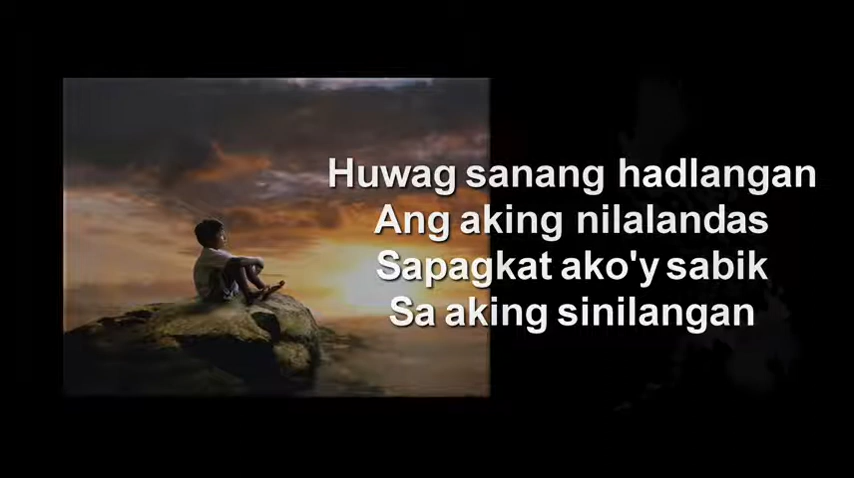 Huwag sanang hadlangan
Ang aking nilalandas
Sapagkat ako'y sabik
Sa aking sinilangan